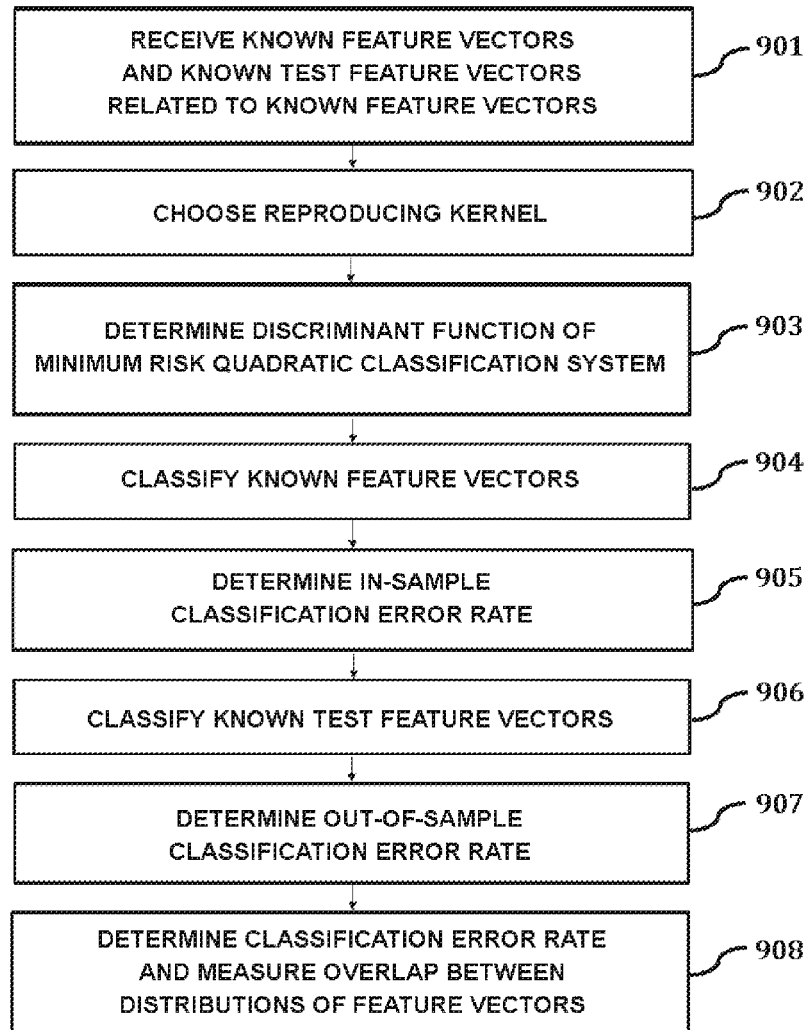 RECEIVE KNOWN FEATURE VECTORS
AND KNOWN TEST FEATURE VECTORS
RELATED TO KNOWN FEATURE VECTORS
901
CHOOSE REPRODUCING KERNEL
902
DETERMINE DISCRIMINANT FUNCTION OF
MINIMUM RISK QUADRATIC CLASSIFICATION SYSTEM
903
CLASSIFY KNOWN FEATURE VECTORS
904
DETERMINE IN-SAMPLE
CLASSIFICATION ERROR RATE
905
CLASSIFY KNOWN TEST FEATURE VECTORS
906
DETERMINE OUT-OF-SAMPLE
CLASSIFICATION ERROR RATE
907
DETERMINE CLASSIFICATION ERROR RATE
AND MEASURE OVERLAP BETWEEN
DISTRIBUTIONS OF FEATURE VECTORS
908